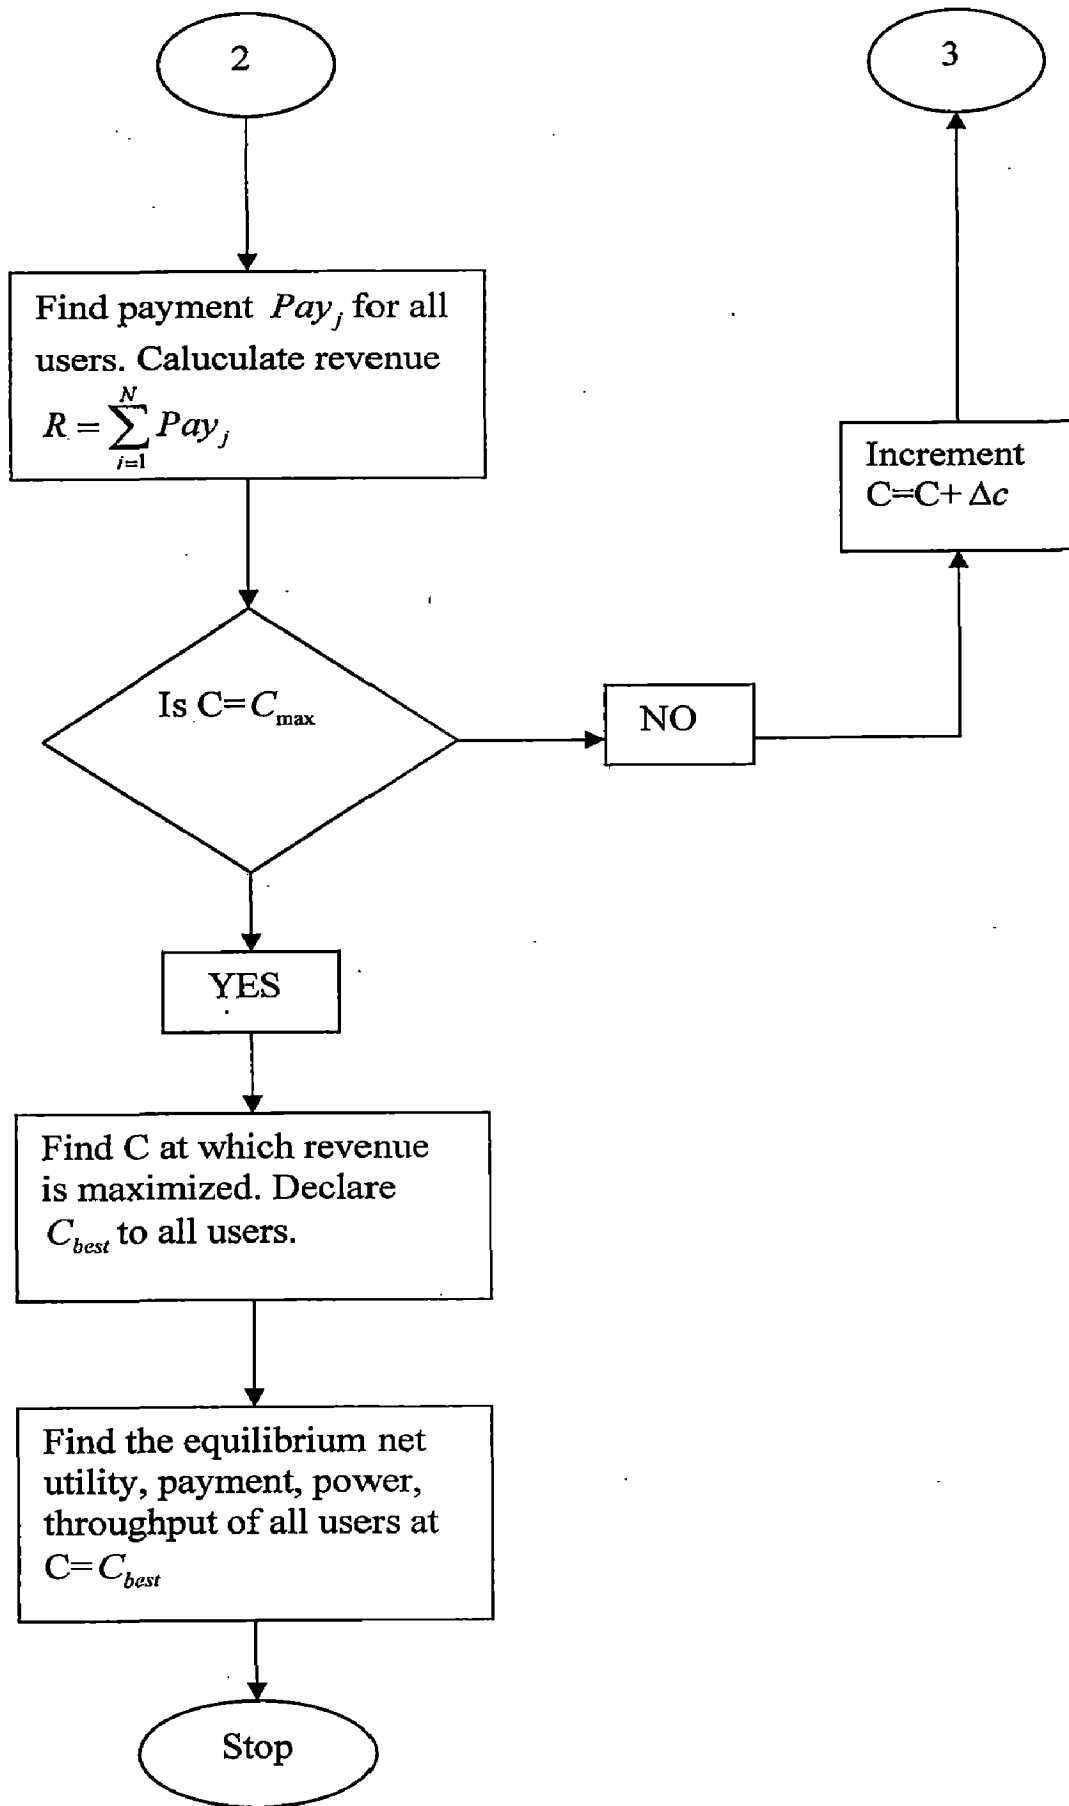 2
3
Find payment Pay_j for all
users. Caluculate revenue
R = \sum_{i=1}^{N} Pay_j
Increment
C=C+ Δc
Is C=C_max
NO
YES
Find C at which revenue
is maximized. Declare
C_best to all users.
Find the equilibrium net
utility, payment, power,
throughput of all users at
C=C_best
Stop